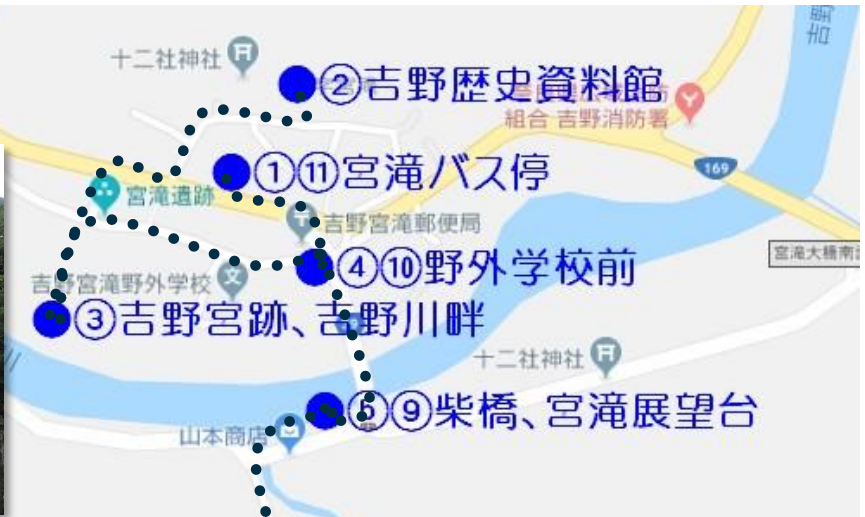 吉野
十二社神社
②吉野歴史資料館
組合 吉野消防署
①⑪宮滝バス停
169
宮滝遺跡
吉野宮滝郵便局
④⑩野外学校前
宮滝大橋南詰
吉野宮滝野外学校
③吉野宮跡、吉野川畔
十二社神社
⑤⑨柴橋、宮滝展望台
山本商店